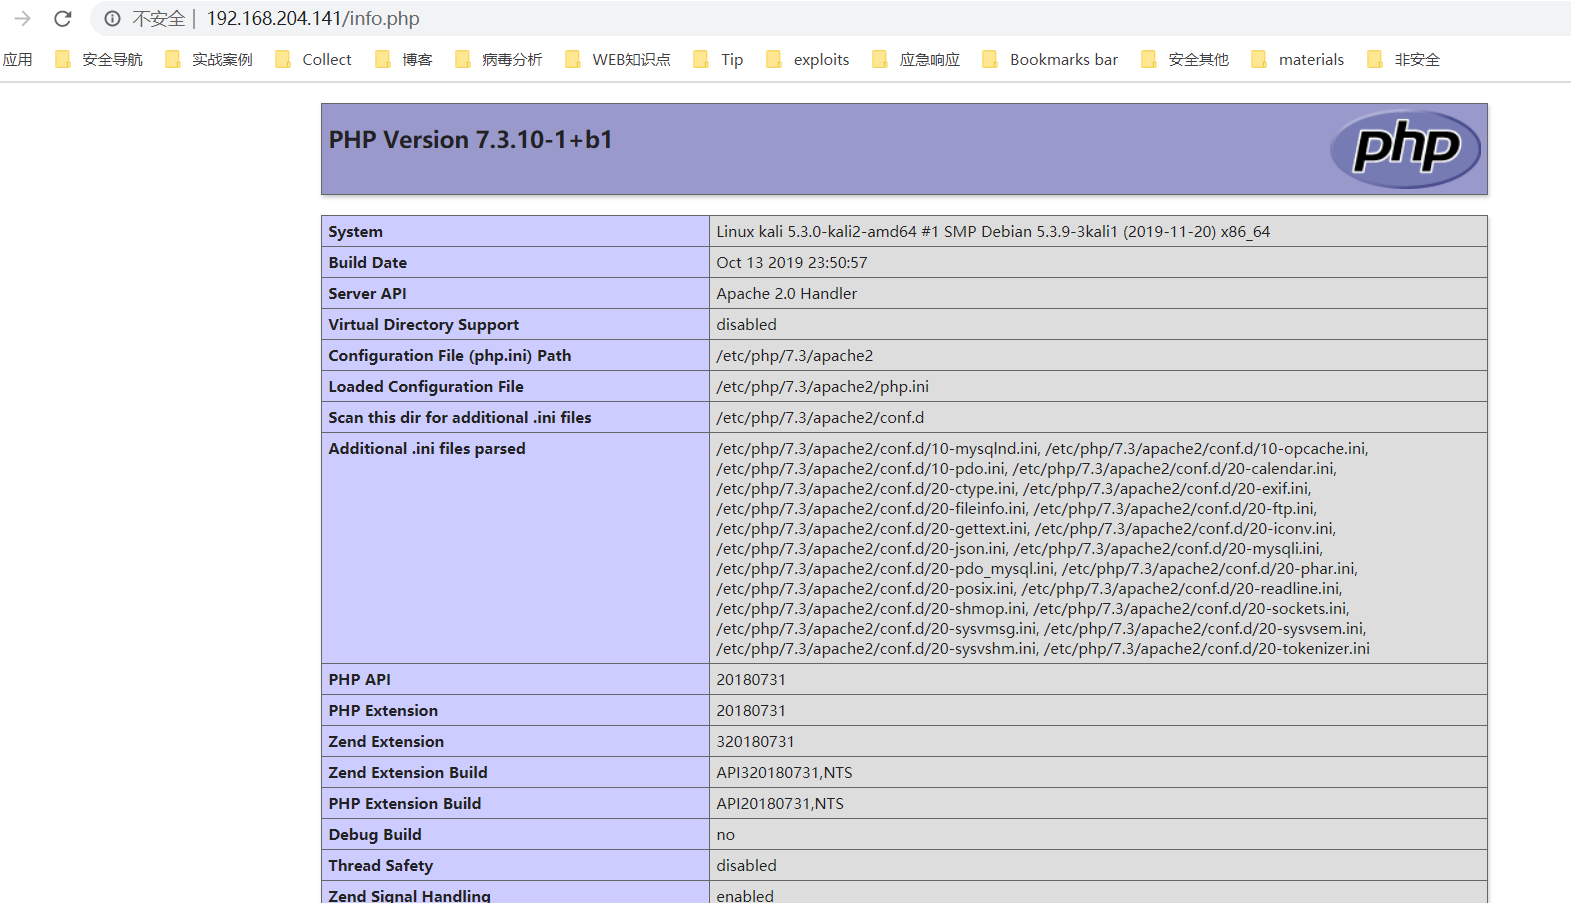 不安全 | 192.168.204.141/info.php
应用 安全导航 实战案例 Collect 博客 病毒分析 WEB知识点 Tip exploits 应急响应 Bookmarks bar 安全其他 materials 非安全
PHP Version 7.3.10-1+b1
php
System Linux kali 5.3.0-kali2-amd64 #1 SMP Debian 5.3.9-3kali1 (2019-11-20) x86_64
Build Date Oct 13 2019 23:50:57
Server API Apache 2.0 Handler
Virtual Directory Support disabled
Configuration File (php.ini) Path /etc/php/7.3/apache2
Loaded Configuration File /etc/php/7.3/apache2/php.ini
Scan this dir for additional .ini files /etc/php/7.3/apache2/conf.d
Additional .ini files parsed /etc/php/7.3/apache2/conf.d/10-mysqlnd.ini, /etc/php/7.3/apache2/conf.d/10-opcache.ini,
/etc/php/7.3/apache2/conf.d/10-pdo.ini, /etc/php/7.3/apache2/conf.d/20-calendar.ini,
/etc/php/7.3/apache2/conf.d/20-ctype.ini, /etc/php/7.3/apache2/conf.d/20-exif.ini,
/etc/php/7.3/apache2/conf.d/20-fileinfo.ini, /etc/php/7.3/apache2/conf.d/20-ftp.ini,
/etc/php/7.3/apache2/conf.d/20-gettext.ini, /etc/php/7.3/apache2/conf.d/20-iconv.ini,
/etc/php/7.3/apache2/conf.d/20-json.ini, /etc/php/7.3/apache2/conf.d/20-mysqli.ini,
/etc/php/7.3/apache2/conf.d/20-pdo_mysql.ini, /etc/php/7.3/apache2/conf.d/20-phar.ini,
/etc/php/7.3/apache2/conf.d/20-posix.ini, /etc/php/7.3/apache2/conf.d/20-readline.ini,
/etc/php/7.3/apache2/conf.d/20-shmop.ini, /etc/php/7.3/apache2/conf.d/20-sockets.ini,
/etc/php/7.3/apache2/conf.d/20-sysvmsg.ini, /etc/php/7.3/apache2/conf.d/20-sysvsem.ini,
/etc/php/7.3/apache2/conf.d/20-sysvshm.ini, /etc/php/7.3/apache2/conf.d/20-tokenizer.ini
PHP API 20180731
PHP Extension 20180731
Zend Extension 320180731
Zend Extension Build API320180731,NTS
PHP Extension Build API20180731,NTS
Debug Build no
Thread Safety disabled
Zend Signal Handling enabled